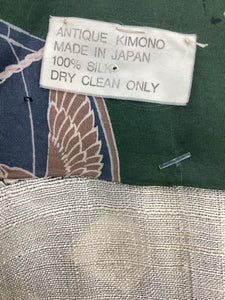 ANTIQUE KIMONO
MADE IN JAPAN
100% SILK
DRY CLEAN ONLY